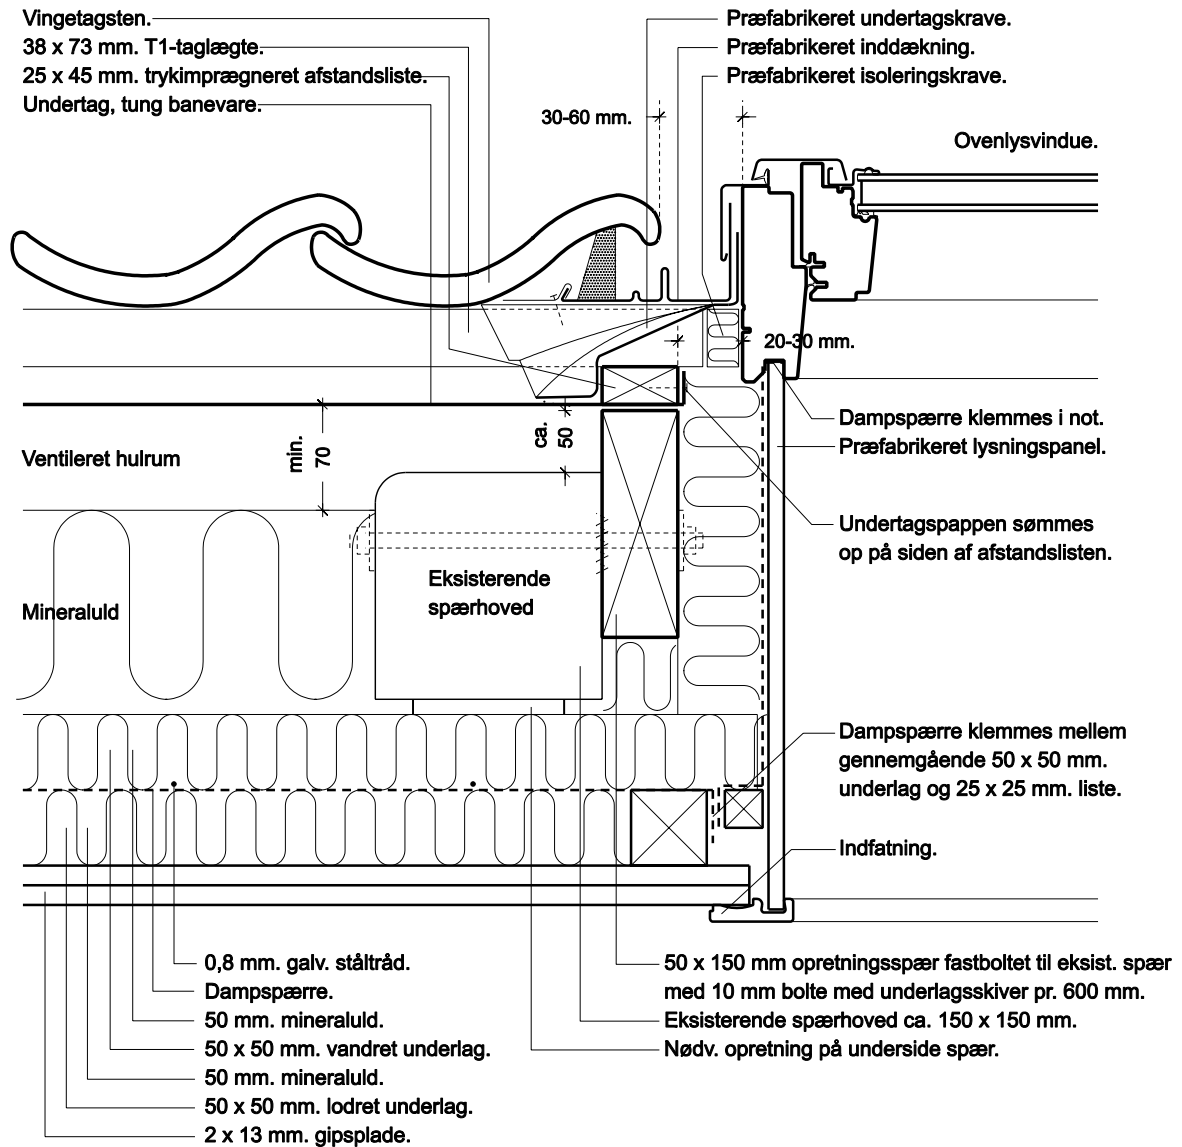 Vingetagsten.
38 x 73 mm. T1-taglægte.
25 x 45 mm. trykimprægneret afstandsliste.
Undertag, tung banevare.
Præfabrikeret undertagskrave.
Præfabrikeret inddækning.
Præfabrikeret isoleringskrave.
30-60 mm.
Ovenlysvindue.
20-30 mm.
Dampspærre klemmes i not.
Præfabrikeret lysningspanel.
Ventileret hulrum
min.
70
ca.
50
Undertagspappen sømmes
op på siden af afstandslisten.
Eksisterende
spærhoved
Mineraluld
Dampspærre klemmes mellem
gennemgående 50 x 50 mm.
underlag og 25 x 25 mm. liste.
Indfatning.
0,8 mm. galv. ståltråd.
Dampspærre.
50 mm. mineraluld.
50 x 50 mm. vandret underlag.
50 mm. mineraluld.
50 x 50 mm. lodret underlag.
2 x 13 mm. gipsplade.
50 x 150 mm opretningsspær fastboltet til eksist. spær
med 10 mm bolte med underlagsskiver pr. 600 mm.
Eksisterende spærhoved ca. 150 x 150 mm.
Nødv. opretning på underside spær.